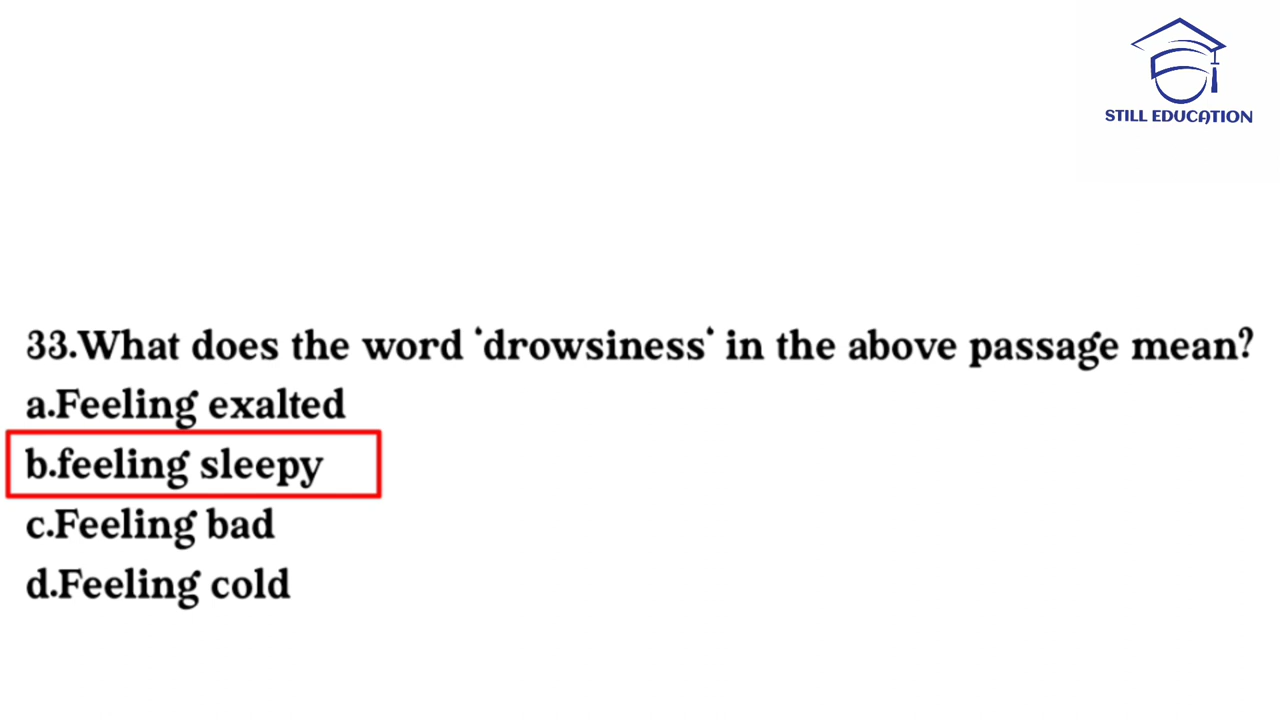 STILL EDUCATION
33.What does the word ‘drowsiness‘ in the above passage mean?
a.Feeling exalted
b.feeling sleepy
c.Feeling bad
d.Feeling cold